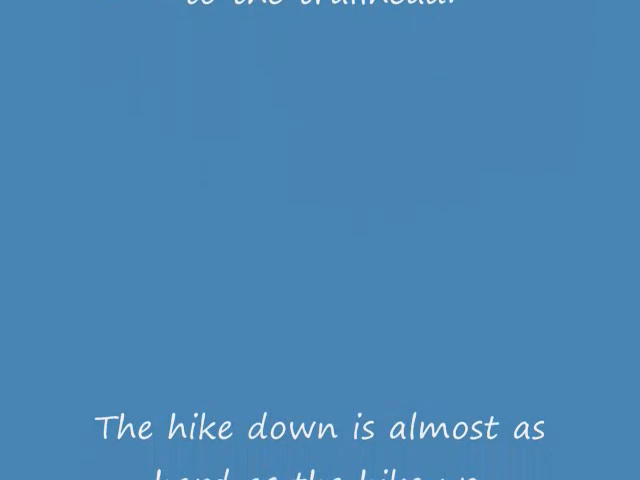 to the trailhead.
The hike down is almost as
hard as the hike up